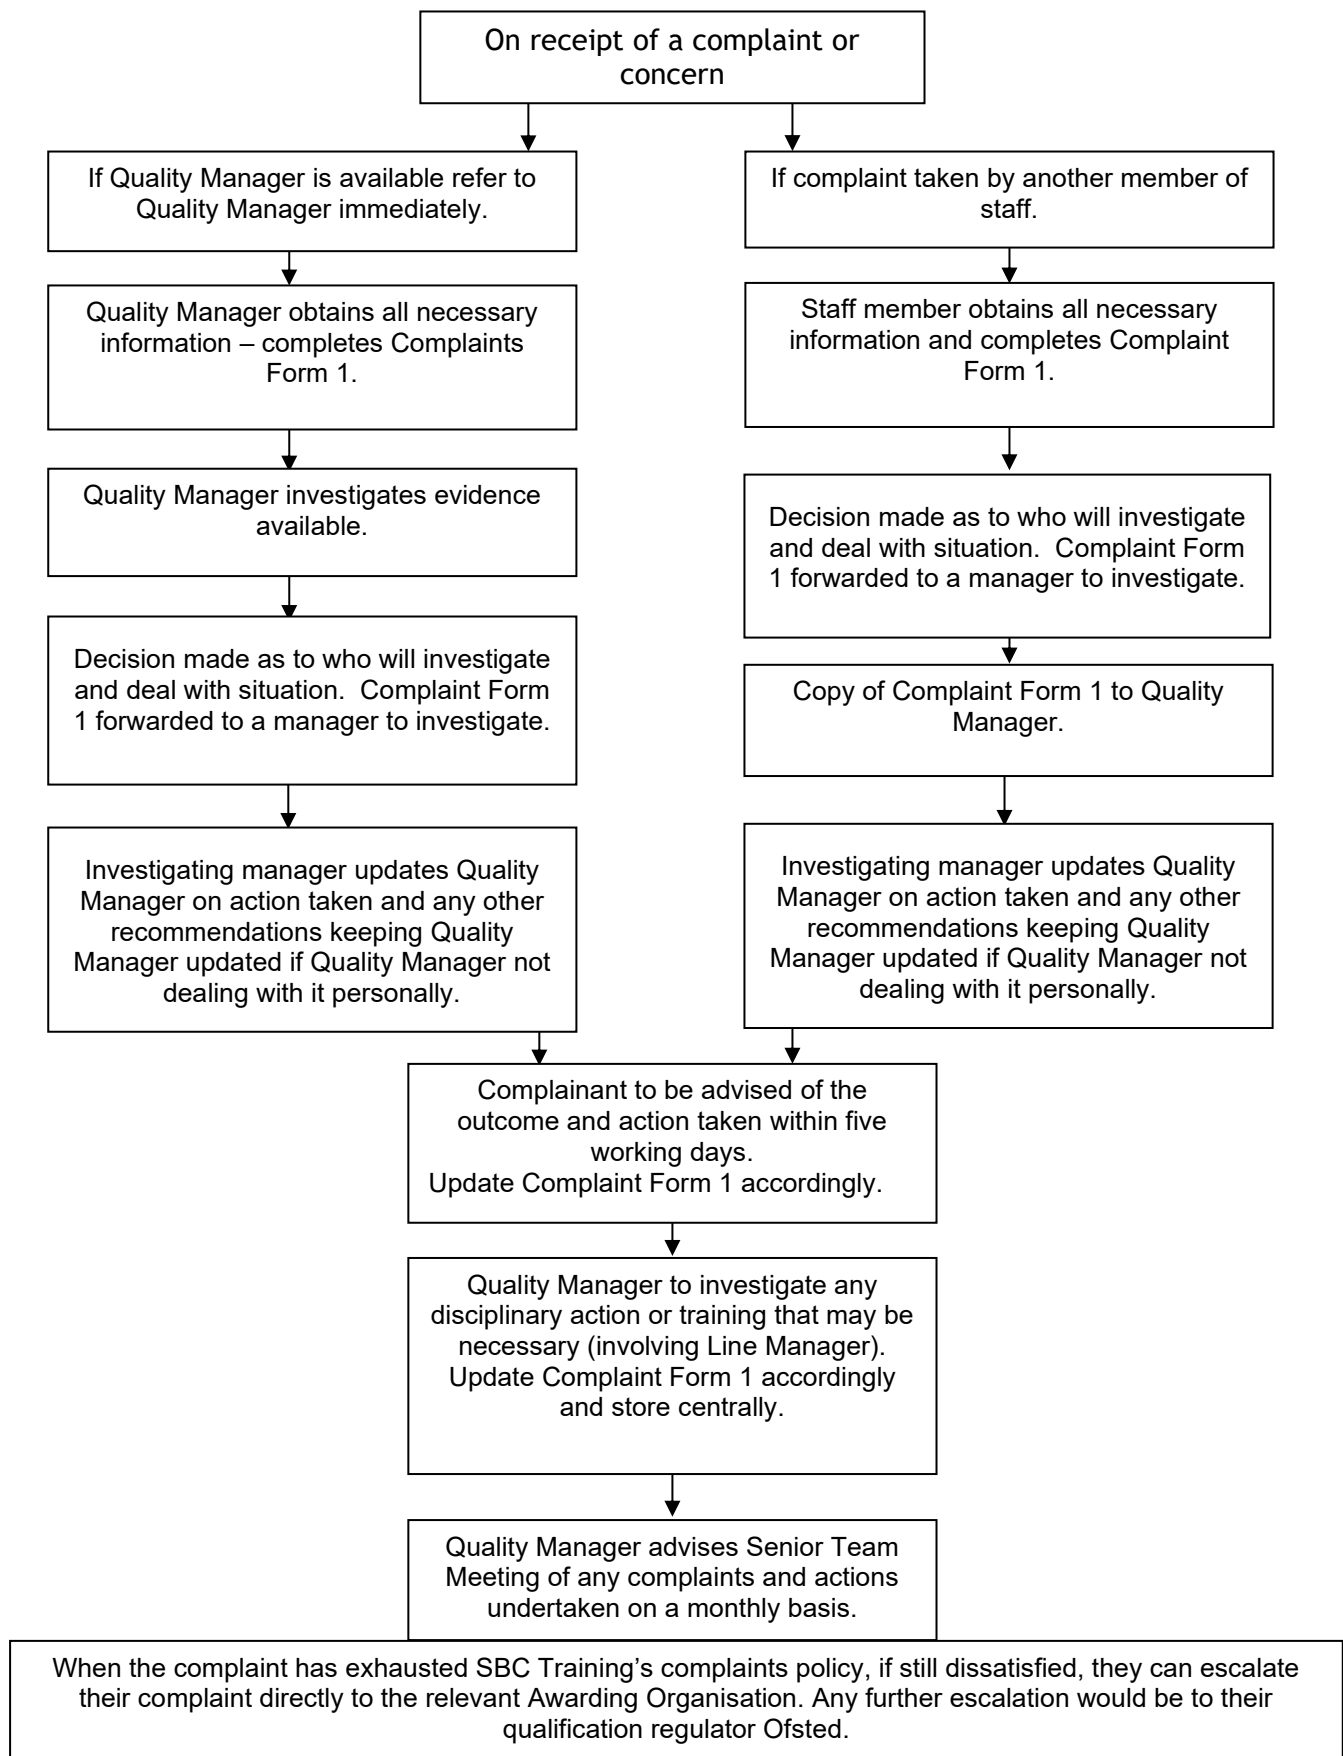 On receipt of a complaint or
concern
If Quality Manager is available refer to
Quality Manager immediately.
Quality Manager obtains all necessary
information – completes Complaints
Form 1.
Quality Manager investigates evidence
available.
Decision made as to who will investigate
and deal with situation.  Complaint Form
1 forwarded to a manager to investigate.
Investigating manager updates Quality
Manager on action taken and any other
recommendations keeping Quality
Manager updated if Quality Manager not
dealing with it personally.
If complaint taken by another member of
staff.
Staff member obtains all necessary
information and completes Complaint
Form 1.
Decision made as to who will investigate
and deal with situation.  Complaint Form
1 forwarded to a manager to investigate.
Copy of Complaint Form 1 to Quality
Manager.
Investigating manager updates Quality
Manager on action taken and any other
recommendations keeping Quality
Manager updated if Quality Manager not
dealing with it personally.
Complainant to be advised of the
outcome and action taken within five
working days.
Update Complaint Form 1 accordingly.
Quality Manager to investigate any
disciplinary action or training that may be
necessary (involving Line Manager).
Update Complaint Form 1 accordingly
and store centrally.
Quality Manager advises Senior Team
Meeting of any complaints and actions
undertaken on a monthly basis.
When the complaint has exhausted SBC Training’s complaints policy, if still dissatisfied, they can escalate
their complaint directly to the relevant Awarding Organisation. Any further escalation would be to their
qualification regulator Ofsted.